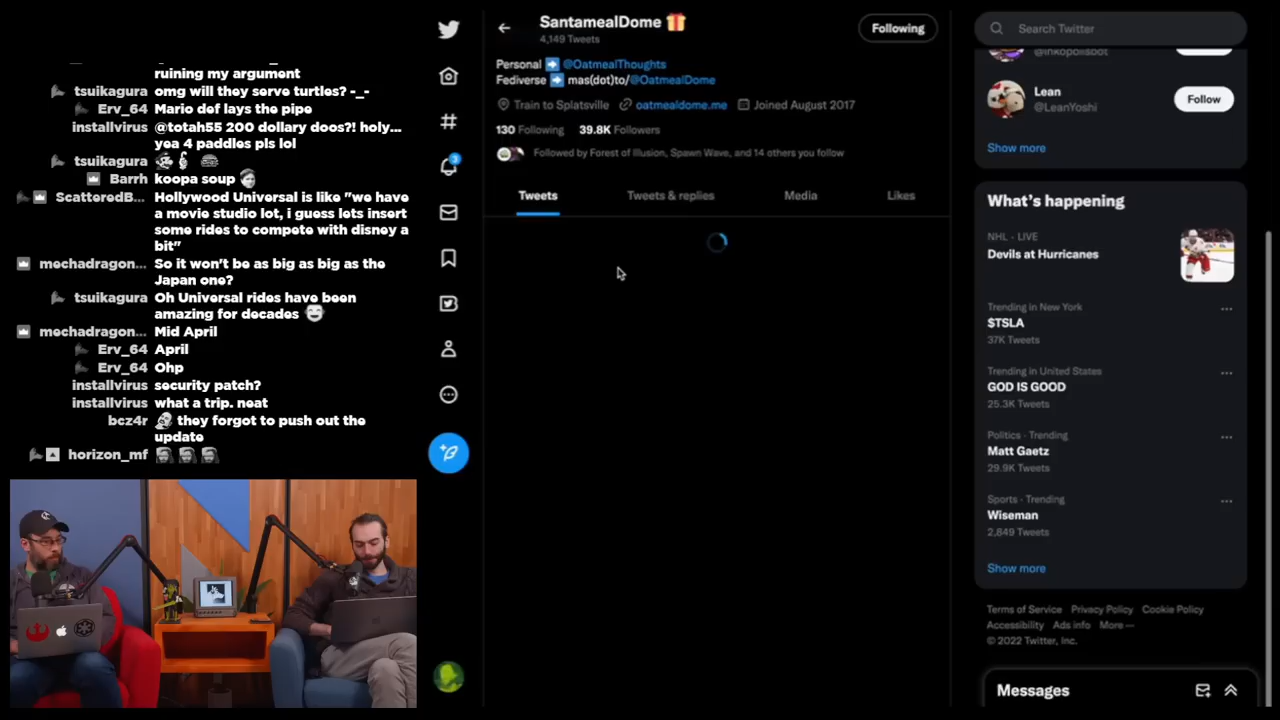 ruining my argument
tsuikagura omg will they serve turtles? -_-
Erv_64 Mario def lays the pipe
installvirus @totah55 200 dollary doos?! holy...
yea 4 paddles pls lol
tsuikagura
Barrh koopa soup
ScatteredB... Hollywood Universal is like "we have
a movie studio lot, i guess lets insert
some rides to compete with disney a
bit"
mechadragon... So it won't be as big as big as the
Japan one?
tsuikagura Oh Universal rides have been
amazing for decades
mechadragon... Mid April
Erv_64 April
Erv_64 Ohp
installvirus security patch?
installvirus what a trip. neat
bcz4r they forgot to push out the
update
horizon_mf
3
SantamealDome
4,149 Tweets
Following
Personal @OatmealThoughts
Fediverse mas(dot)to/@OatmealDome
Train to Splatsville oatmealdome.me Joined August 2017
130 Following 39.8K Followers
Followed by Forest of Illusion, Spawn Wave, and 14 others you follow
Tweets Tweets & replies Media Likes
Search Twitter
@inkopolisbot
Lean
@LeanYoshi
Follow
Show more
What's happening
NHL · LIVE
Devils at Hurricanes
Trending in New York
$TSLA
37K Tweets
Trending in United States
GOD IS GOOD
25.3K Tweets
Politics · Trending
Matt Gaetz
29.9K Tweets
Sports · Trending
Wiseman
2,849 Tweets
Show more
Terms of Service Privacy Policy Cookie Policy
Accessibility Ads info More ···
© 2022 Twitter, Inc.
Messages